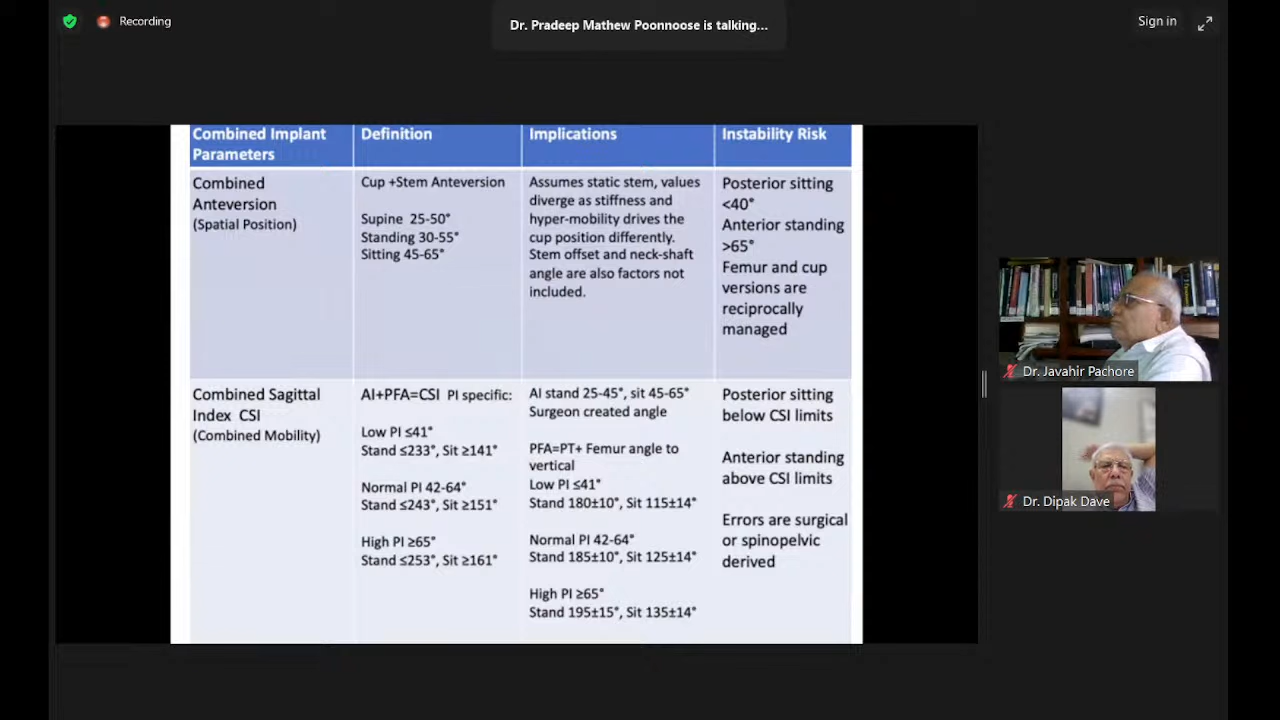 Recording
Dr. Pradeep Mathew Poonnoose is talking...
Sign in
Combined Implant
Parameters
Definition
Implications
Instability Risk
Combined
Anteversion
(Spatial Position)
Cup +Stem Anteversion
Supine 25-50°
Standing 30-55°
Sitting 45-65°
Assumes static stem, values
diverge as stiffness and
hyper-mobility drives the
cup position differently.
Stem offset and neck-shaft
angle are also factors not
included.
Posterior sitting
<40°
Anterior standing
>65°
Femur and cup
versions are
reciprocally
managed
Combined Sagittal
Index CSI
(Combined Mobility)
AI+PFA=CSI PI specific:
Low PI ≤41°
Stand ≤233°, Sit ≥141°
Normal PI 42-64°
Stand ≤243°, Sit ≥151°
High PI ≥65°
Stand ≤253°, Sit ≥161°
AI stand 25-45°, sit 45-65°
Surgeon created angle
PFA=PT+ Femur angle to
vertical
Low PI ≤41°
Stand 180±10°, Sit 115±14°
Normal PI 42-64°
Stand 185±10°, Sit 125±14°
High PI ≥65°
Stand 195±15°, Sit 135±14°
Posterior sitting
below CSI limits
Anterior standing
above CSI limits
Errors are surgical
or spinopelvic
derived
Dr. Javahir Pachore
Dr. Dipak Dave